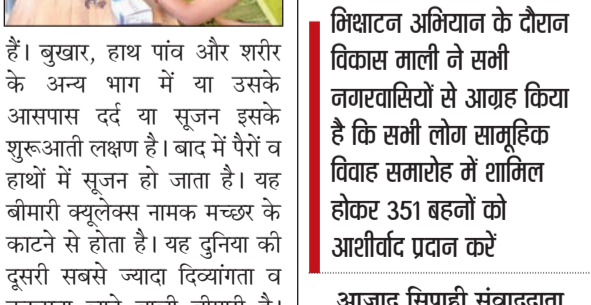 हैं। बुखार, हाथ पांव और शरीर
के अन्य भाग में या उसके
आसपास दर्द या सूजन इसके
शुरूआती लक्षण है। बाद में पैरों व
हाथों में सूजन हो जाता है। यह
बीमारी क्यूलेक्स नामक मच्छर के
काटने से होता है। यह दुनिया की
दूसरी सबसे ज्यादा दिव्यांगता व
भिक्षाटन अभियान के दौरान
विकास माली ने सभी
नगरवासियों से आग्रह किया
है कि सभी लोग सामूहिक
विवाह समारोह में शामिल
होकर 351 बहनों को
आशीर्वाद प्रदान करें
आजाद सिपाही संवाददाता